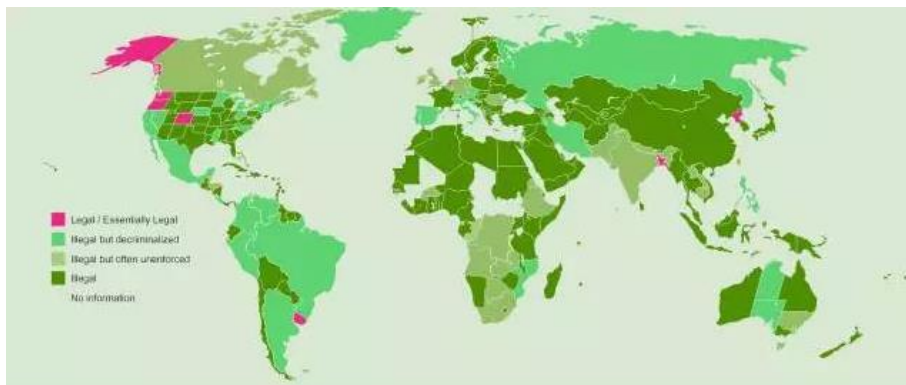 Legal / Essentially Legal
Illegal but decriminalized
Illegal but often unenforced
Illegal
No information